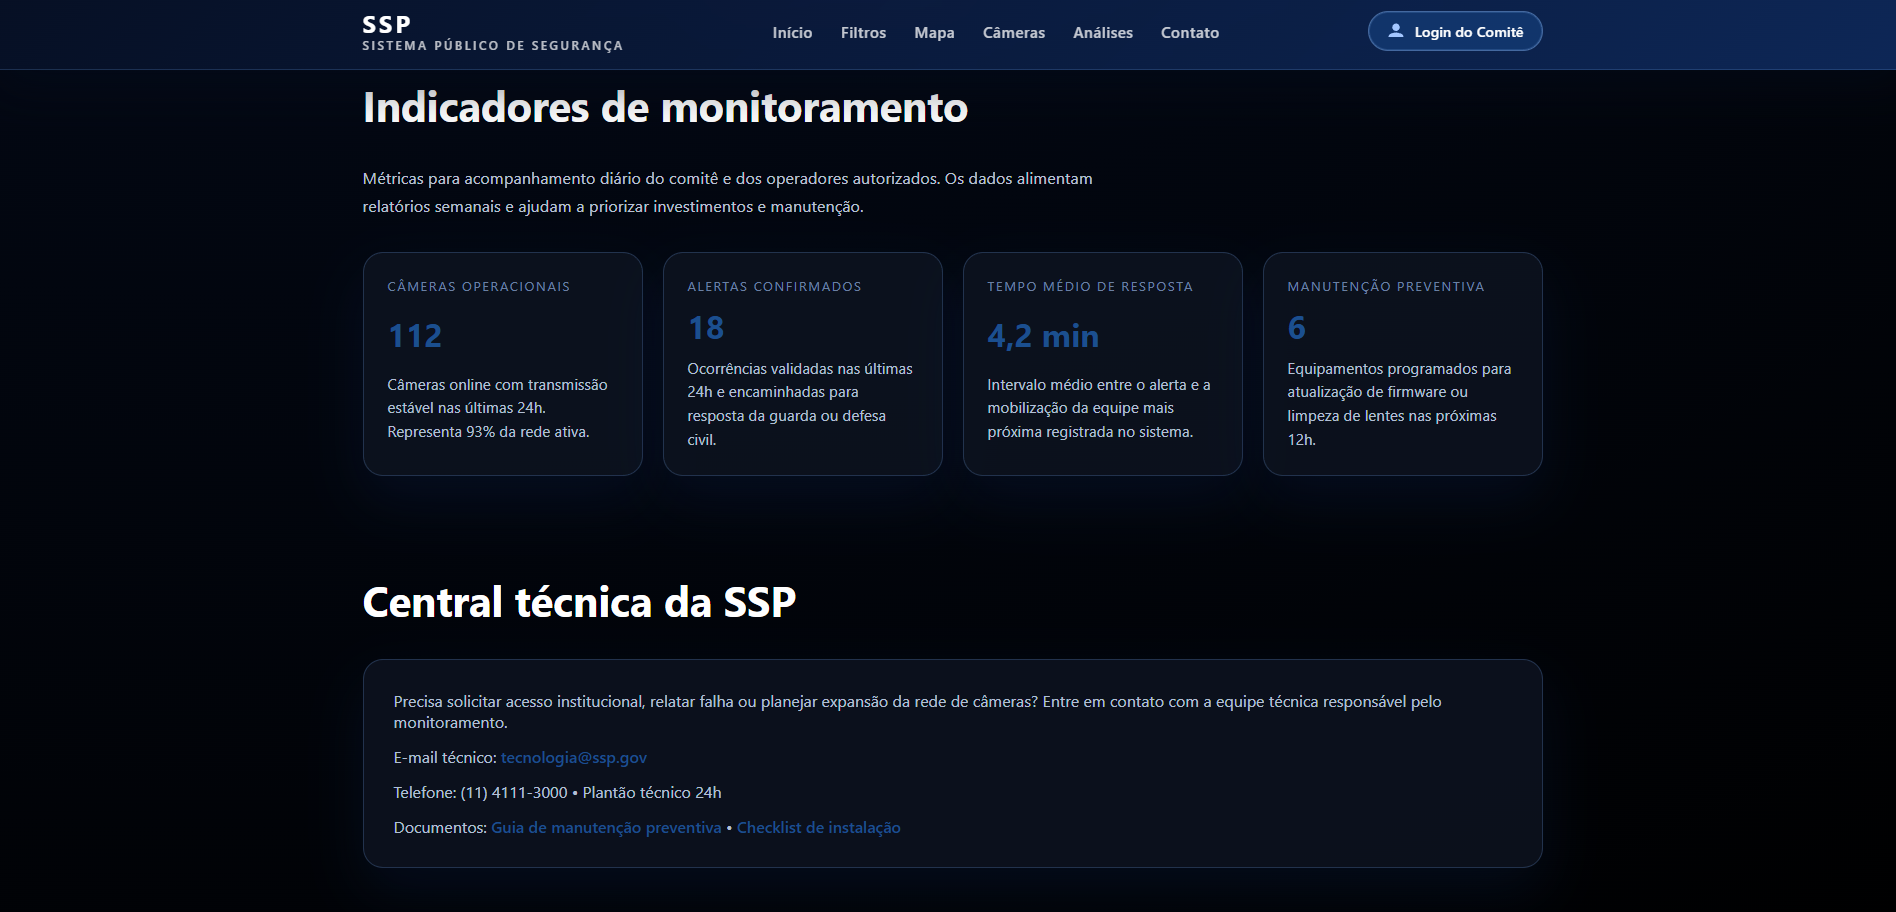 SSP
SISTEMA PÚBLICO DE SEGURANÇA
Início
Filtros
Mapa
Câmeras
Análises
Contato
Login do Comitê
Indicadores de monitoramento
Métricas para acompanhamento diário do comitê e dos operadores autorizados. Os dados alimentam
relatórios semanais e ajudam a priorizar investimentos e manutenção.
CÂMERAS OPERACIONAIS
112
Câmeras online com transmissão
estável nas últimas 24h.
Representa 93% da rede ativa.
ALERTAS CONFIRMADOS
18
Ocorrências validadas nas últimas
24h e encaminhadas para
resposta da guarda ou defesa
civil.
TEMPO MÉDIO DE RESPOSTA
4,2 min
Intervalo médio entre o alerta e a
mobilização da equipe mais
próxima registrada no sistema.
MANUTENÇÃO PREVENTIVA
6
Equipamentos programados para
atualização de firmware ou
limpeza de lentes nas próximas
12h.
Central técnica da SSP
Precisa solicitar acesso institucional, relatar falha ou planejar expansão da rede de câmeras? Entre em contato com a equipe técnica responsável pelo
monitoramento.
E-mail técnico: tecnologia@ssp.gov
Telefone: (11) 4111-3000 • Plantão técnico 24h
Documentos: Guia de manutenção preventiva • Checklist de instalação